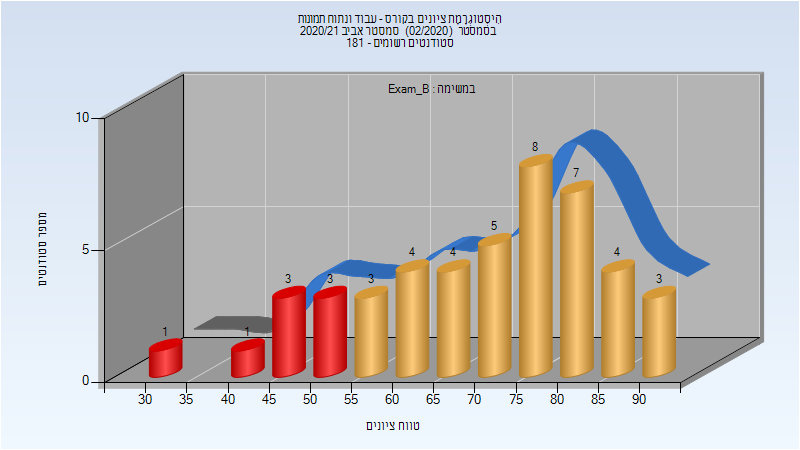 היסטוגרמת ציונים בקורס - עבוד ונתוח תמונות
בסמסטר (02/2020) סמסטר אביב 2020/21
סטודנטים רשומים - 181
במשימה : Exam_B
מספר סטודנטים
10
5
0
1
1
3
3
3
4
4
5
8
7
4
3
30 35 40 45 50 55 60 65 70 75 80 85 90
טווח ציונים